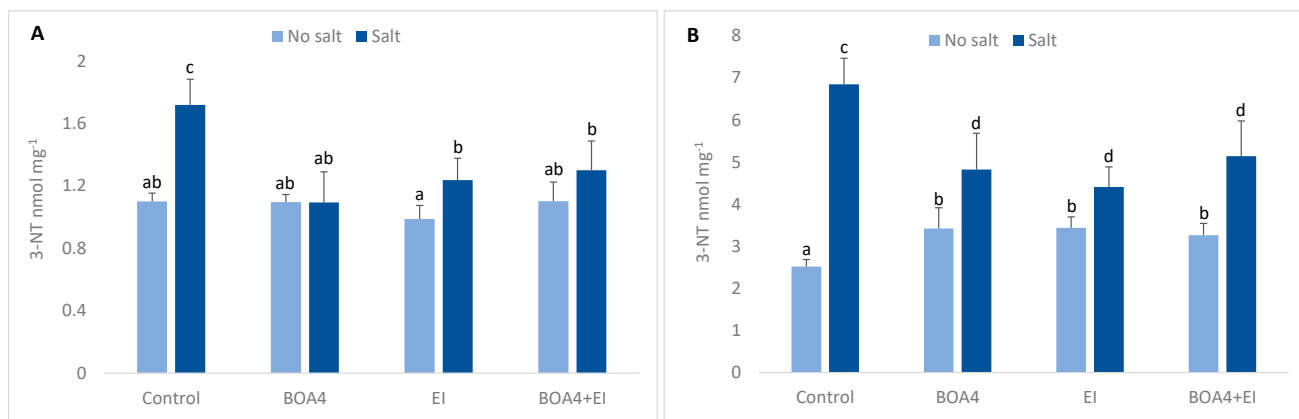 A
No salt Salt
3-NT nmol mg-1
2
1.6
1.2
0.8
0.4
0
ab c ab ab a b ab b
Control BOA4 EI BOA4+EI
B
No salt Salt
3-NT nmol mg-1
8
7
6
5
4
3
2
1
0
a c b d b d b d
Control BOA4 EI BOA4+EI